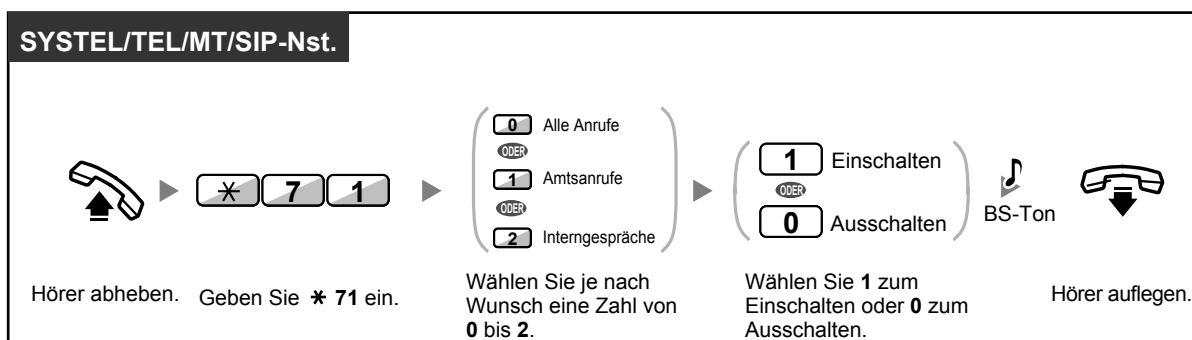 SYSTEL/TEL/MT/SIP-Nst.
0 Alle Anrufe
ODER
1 Amtsanrufe
ODER
2 Interngespräche
1 Einschalten
ODER
0 Ausschalten
* 7 1
BS-Ton
Hörer abheben.
Geben Sie * 71 ein.
Wählen Sie je nach
Wunsch eine Zahl von
0 bis 2.
Wählen Sie 1 zum
Einschalten oder 0 zum
Ausschalten.
Hörer auflegen.